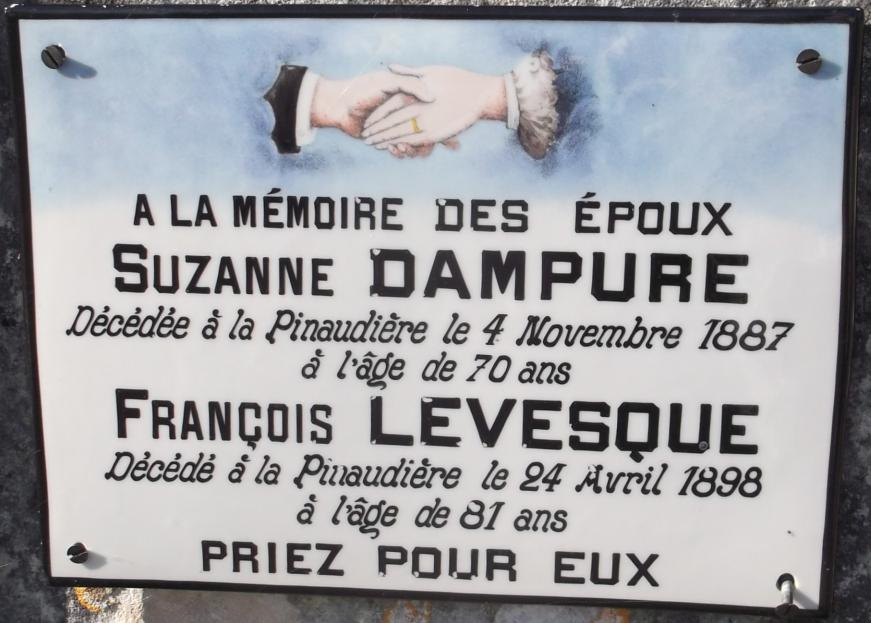 A LA MÉMOIRE DES ÉPOUX
SUZANNE DAMPURE
Décédée à la Pinaudière le 4 Novembre 1887
à l'âge de 70 ans
FRANÇOIS LEVESQUE
Décédé à la Pinaudière le 24 Avril 1898
à l'âge de 81 ans
PRIEZ POUR EUX